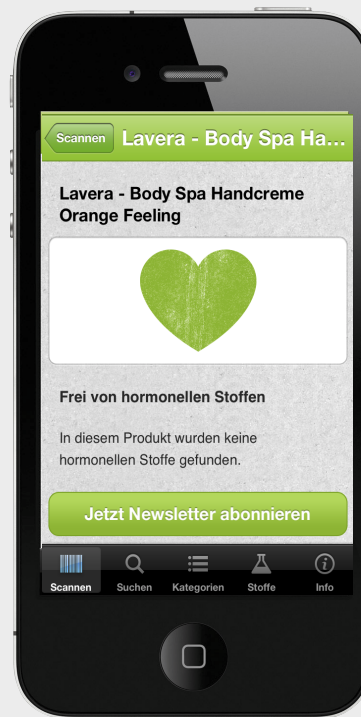 Scannen
Lavera - Body Spa Ha...
Lavera - Body Spa Handcreme
Orange Feeling
Frei von hormonellen Stoffen
In diesem Produkt wurden keine
hormonellen Stoffe gefunden.
Jetzt Newsletter abonnieren
Scannen Suchen Kategorien Stoffe Info